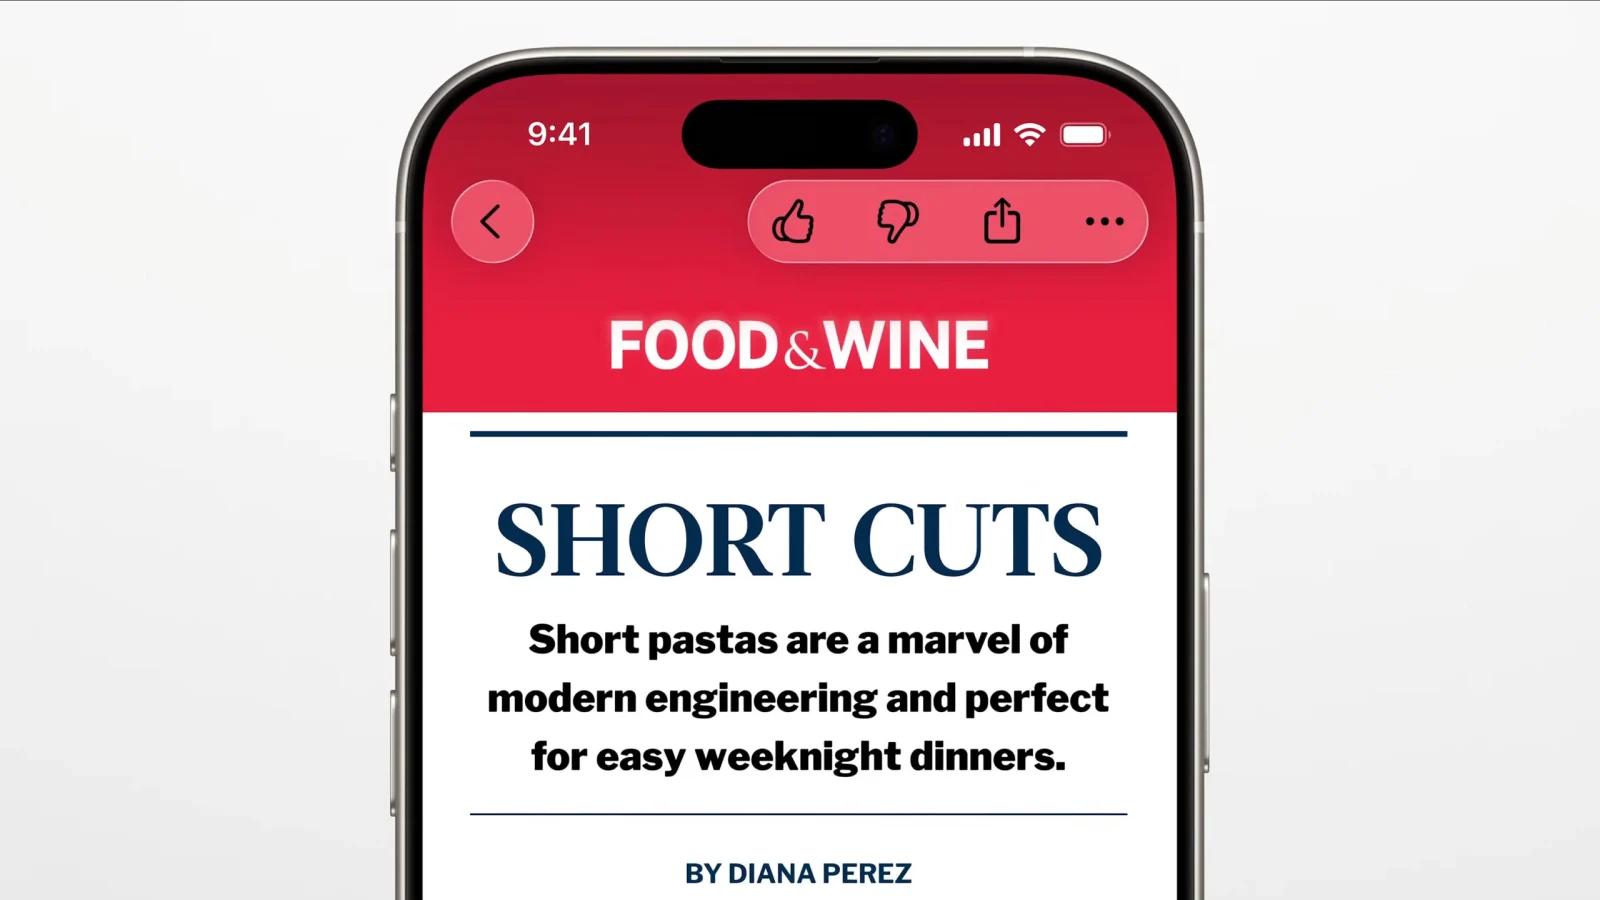 9:41
FOOD & WINE
SHORT CUTS
Short pastas are a marvel of
modern engineering and perfect
for easy weeknight dinners.
BY DIANA PEREZ